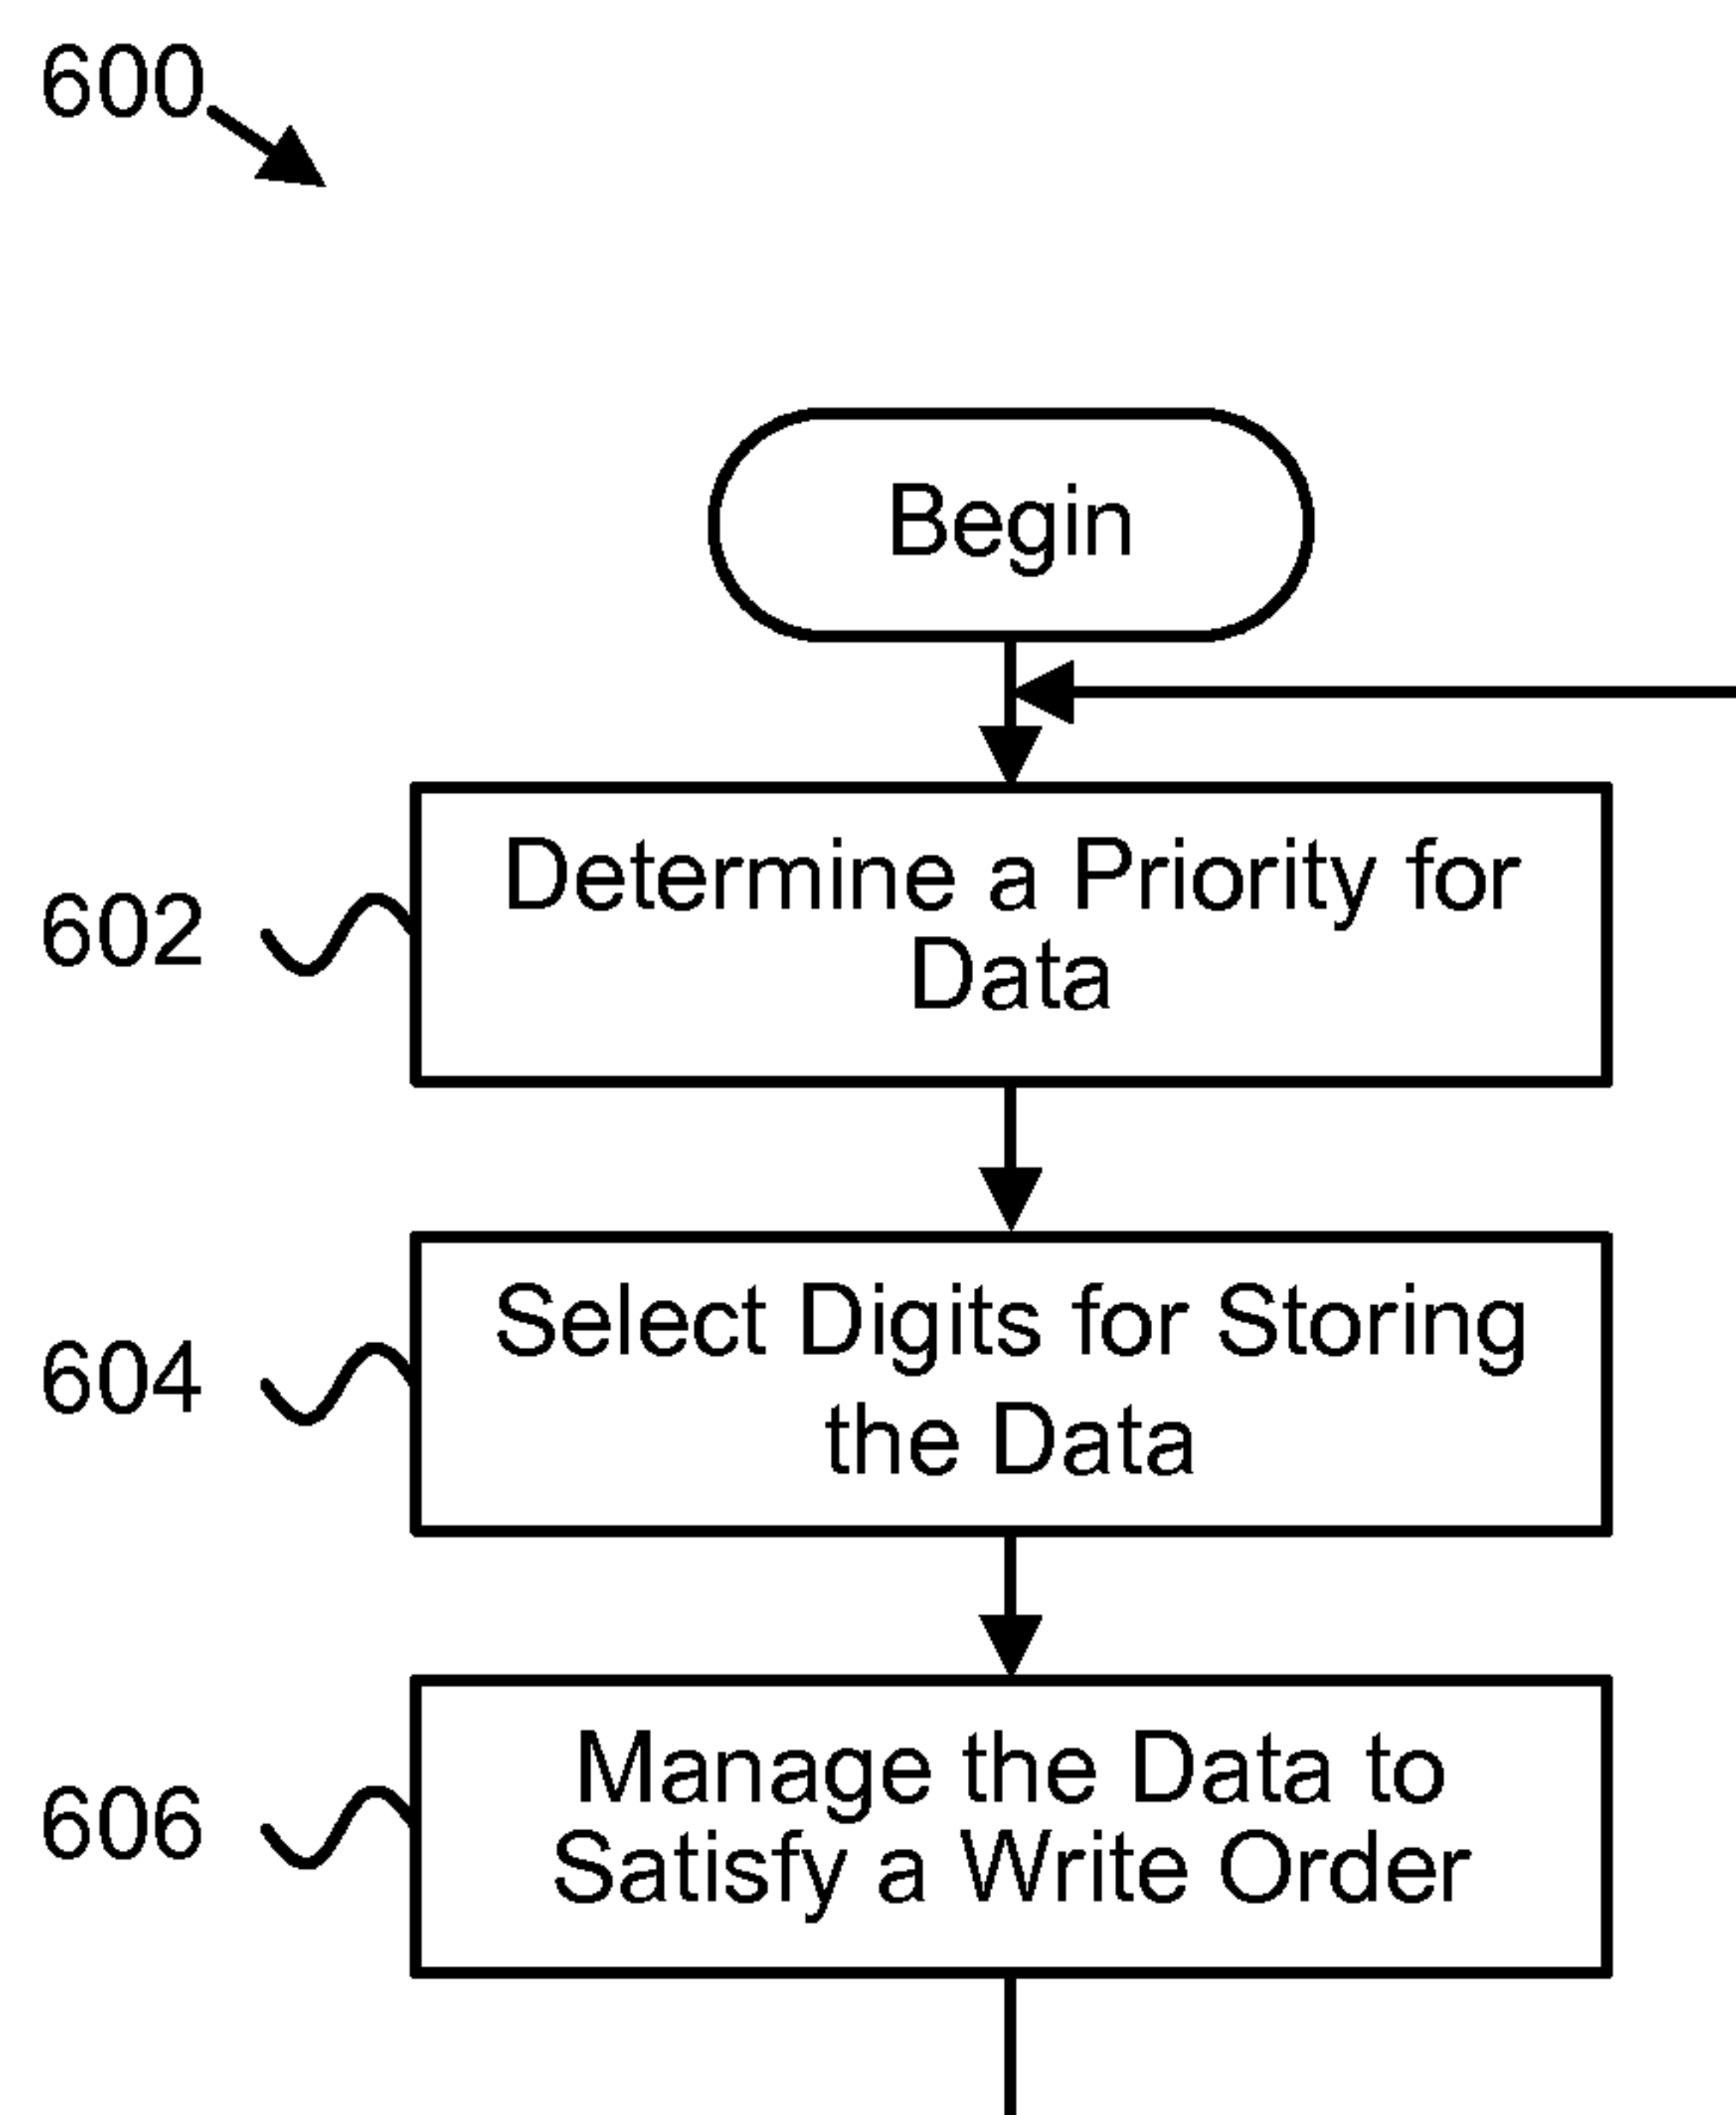 600
Begin
602
Determine a Priority for
Data
604
Select Digits for Storing
the Data
606
Manage the Data to
Satisfy a Write Order